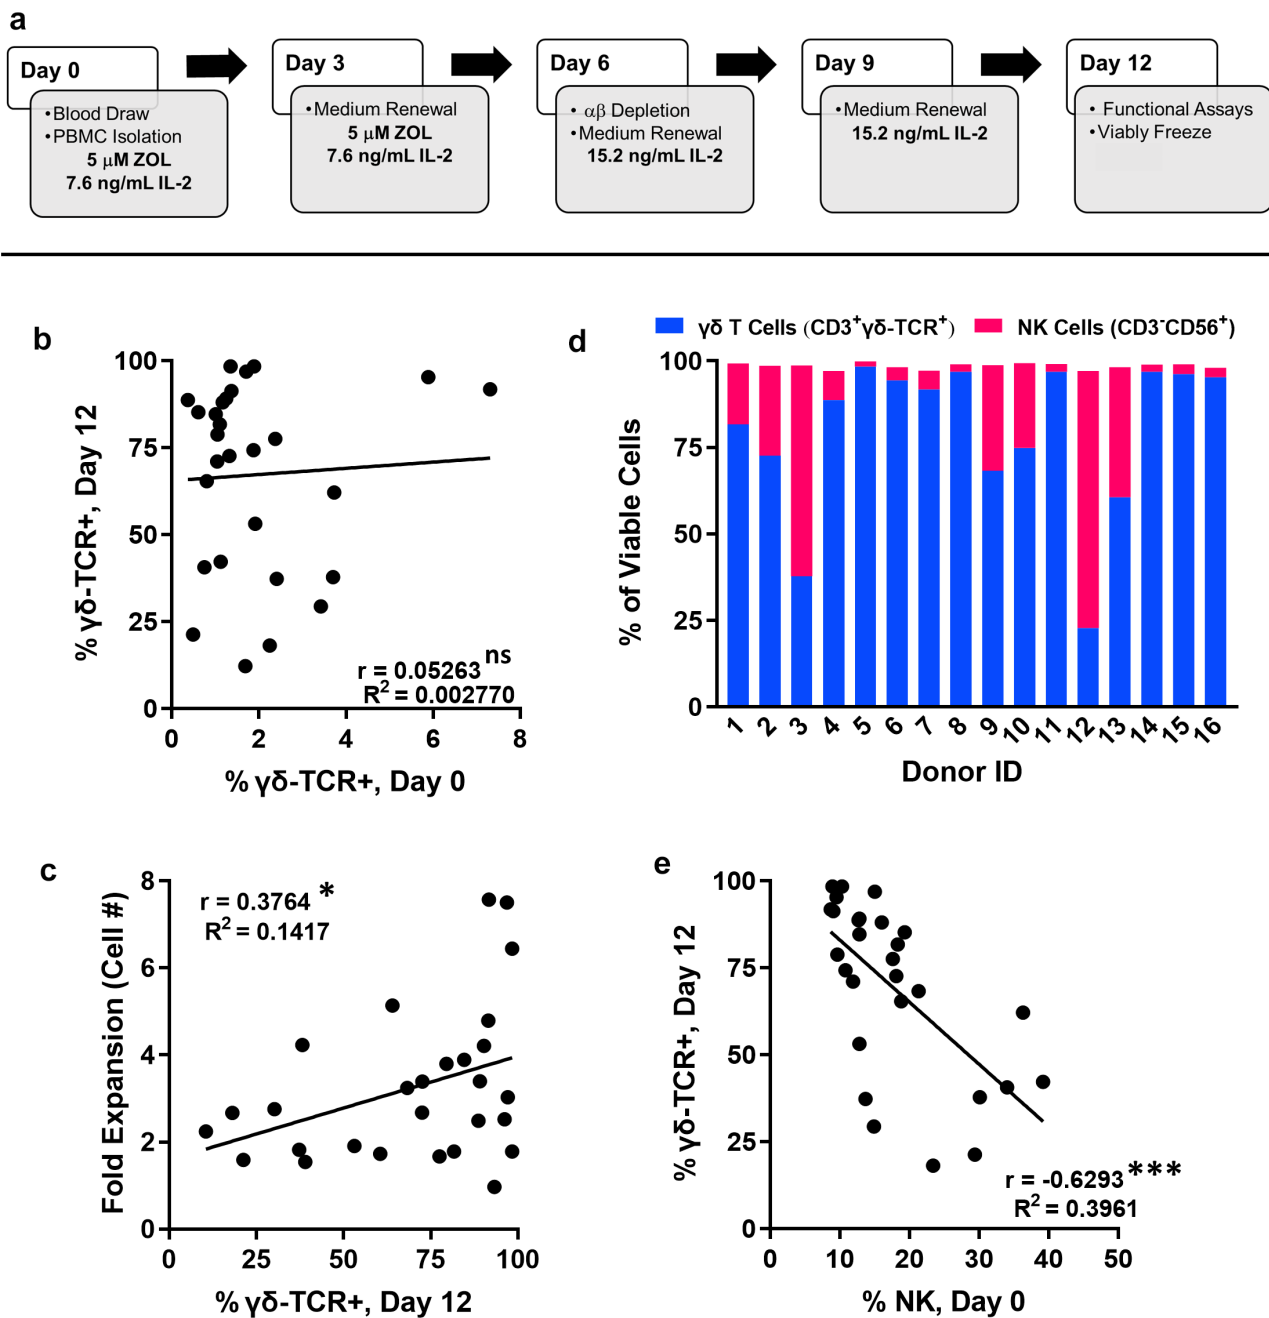 a
Day 0
•Blood Draw
•PBMC Isolation
5 μM ZOL
7.6 ng/mL IL-2
Day 3
•Medium Renewal
5 μM ZOL
7.6 ng/mL IL-2
Day 6
• αβ Depletion
•Medium Renewal
15.2 ng/mL IL-2
Day 9
•Medium Renewal
15.2 ng/mL IL-2
Day 12
• Functional Assays
•Viably Freeze
b
% γδ-TCR+, Day 12
100
75
50
25
0
0 2 4 6 8
r = 0.05263 ns
R² = 0.002770
% γδ-TCR+, Day 0
d
γδ T Cells (CD3⁺γδ-TCR⁺)
NK Cells (CD3⁻CD56⁺)
% of Viable Cells
100
75
50
25
0
1 2 3 4 5 6 7 8 9 10 11 12 13 14 15 16
Donor ID
c
Fold Expansion (Cell #)
8
6
4
2
0
r = 0.3764 *
R² = 0.1417
0 25 50 75 100
% γδ-TCR+, Day 12
e
% γδ-TCR+, Day 12
100
75
50
25
0
r = -0.6293 ***
R² = 0.3961
0 10 20 30 40 50
% NK, Day 0